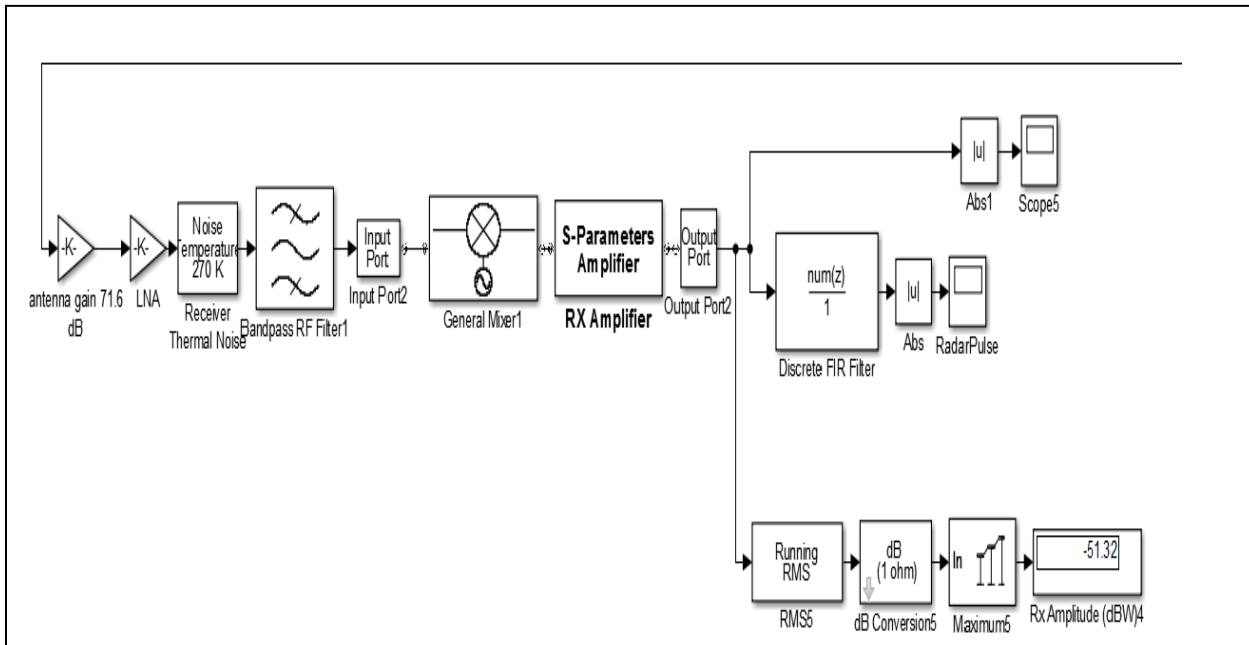 -K-
antenna gain 71.6
dB
-K-
LNA
Noise
Temperature
270 K
Receiver
Thermal Noise
Bandpass RF Filter1
Input
Port
Input Port2
General Mixer1
S-Parameters
Amplifier
RX Amplifier
Output
Port
Output Port2
|u|
Abs1
Scope5
num(z)
1
Discrete FIR Filter
|u|
Abs
RadarPulse
Running
RMS
RMS5
dB
(1 ohm)
dB Conversion5
In
Maximum5
-51.32
Rx Amplitude (dBW)4